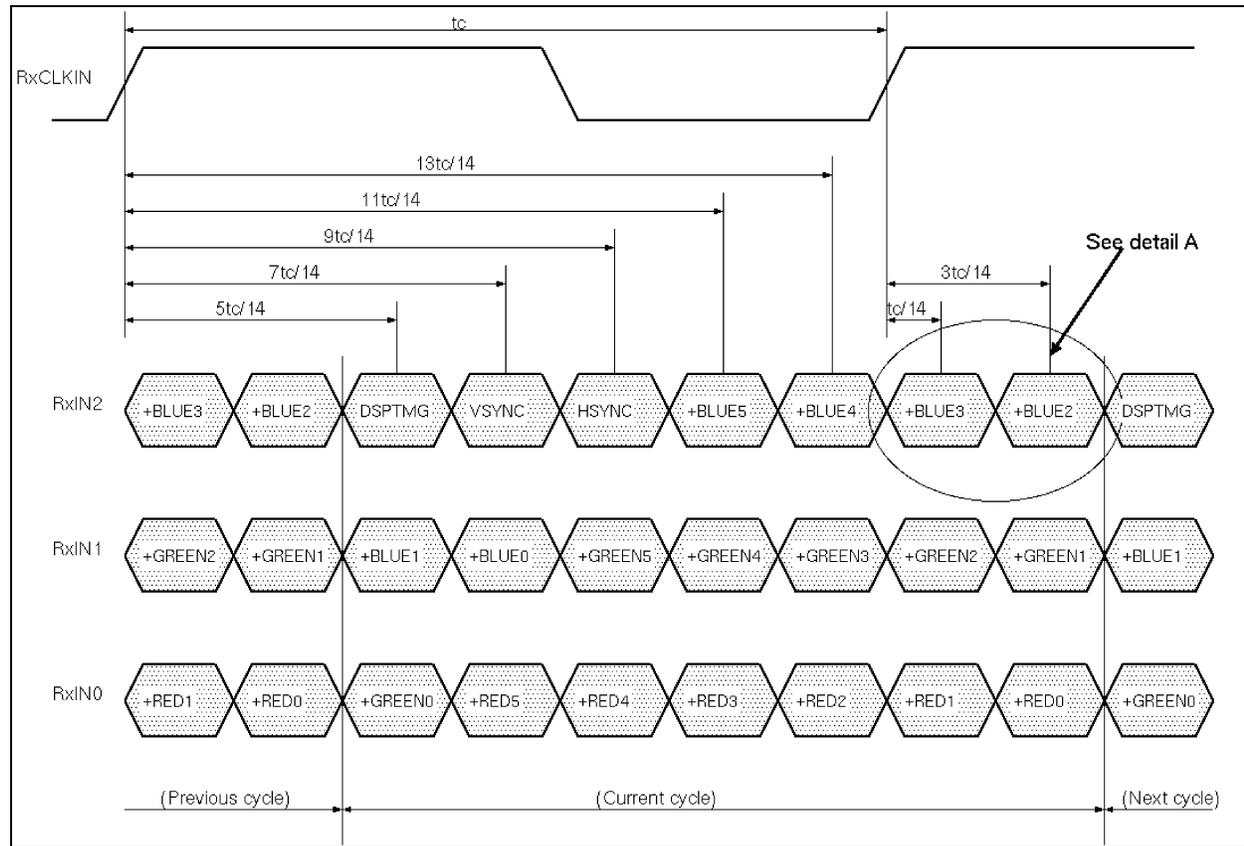 tc
RxCLKIN
13tc/14
11tc/14
9tc/14
See detail A
7tc/14
3tc/14
5tc/14
tc/14
RxIN2 +BLUE3 +BLUE2 DSPTMG VSYNC HSYNC +BLUE5 +BLUE4 +BLUE3 +BLUE2 DSPTMG
RxIN1 +GREEN2 +GREEN1 +BLUE1 +BLUE0 +GREEN5 +GREEN4 +GREEN3 +GREEN2 +GREEN1 +BLUE1
RxIN0 +RED1 +RED0 +GREEN0 +RED5 +RED4 +RED3 +RED2 +RED1 +RED0 +GREEN0
(Previous cycle) (Current cycle) (Next cycle)